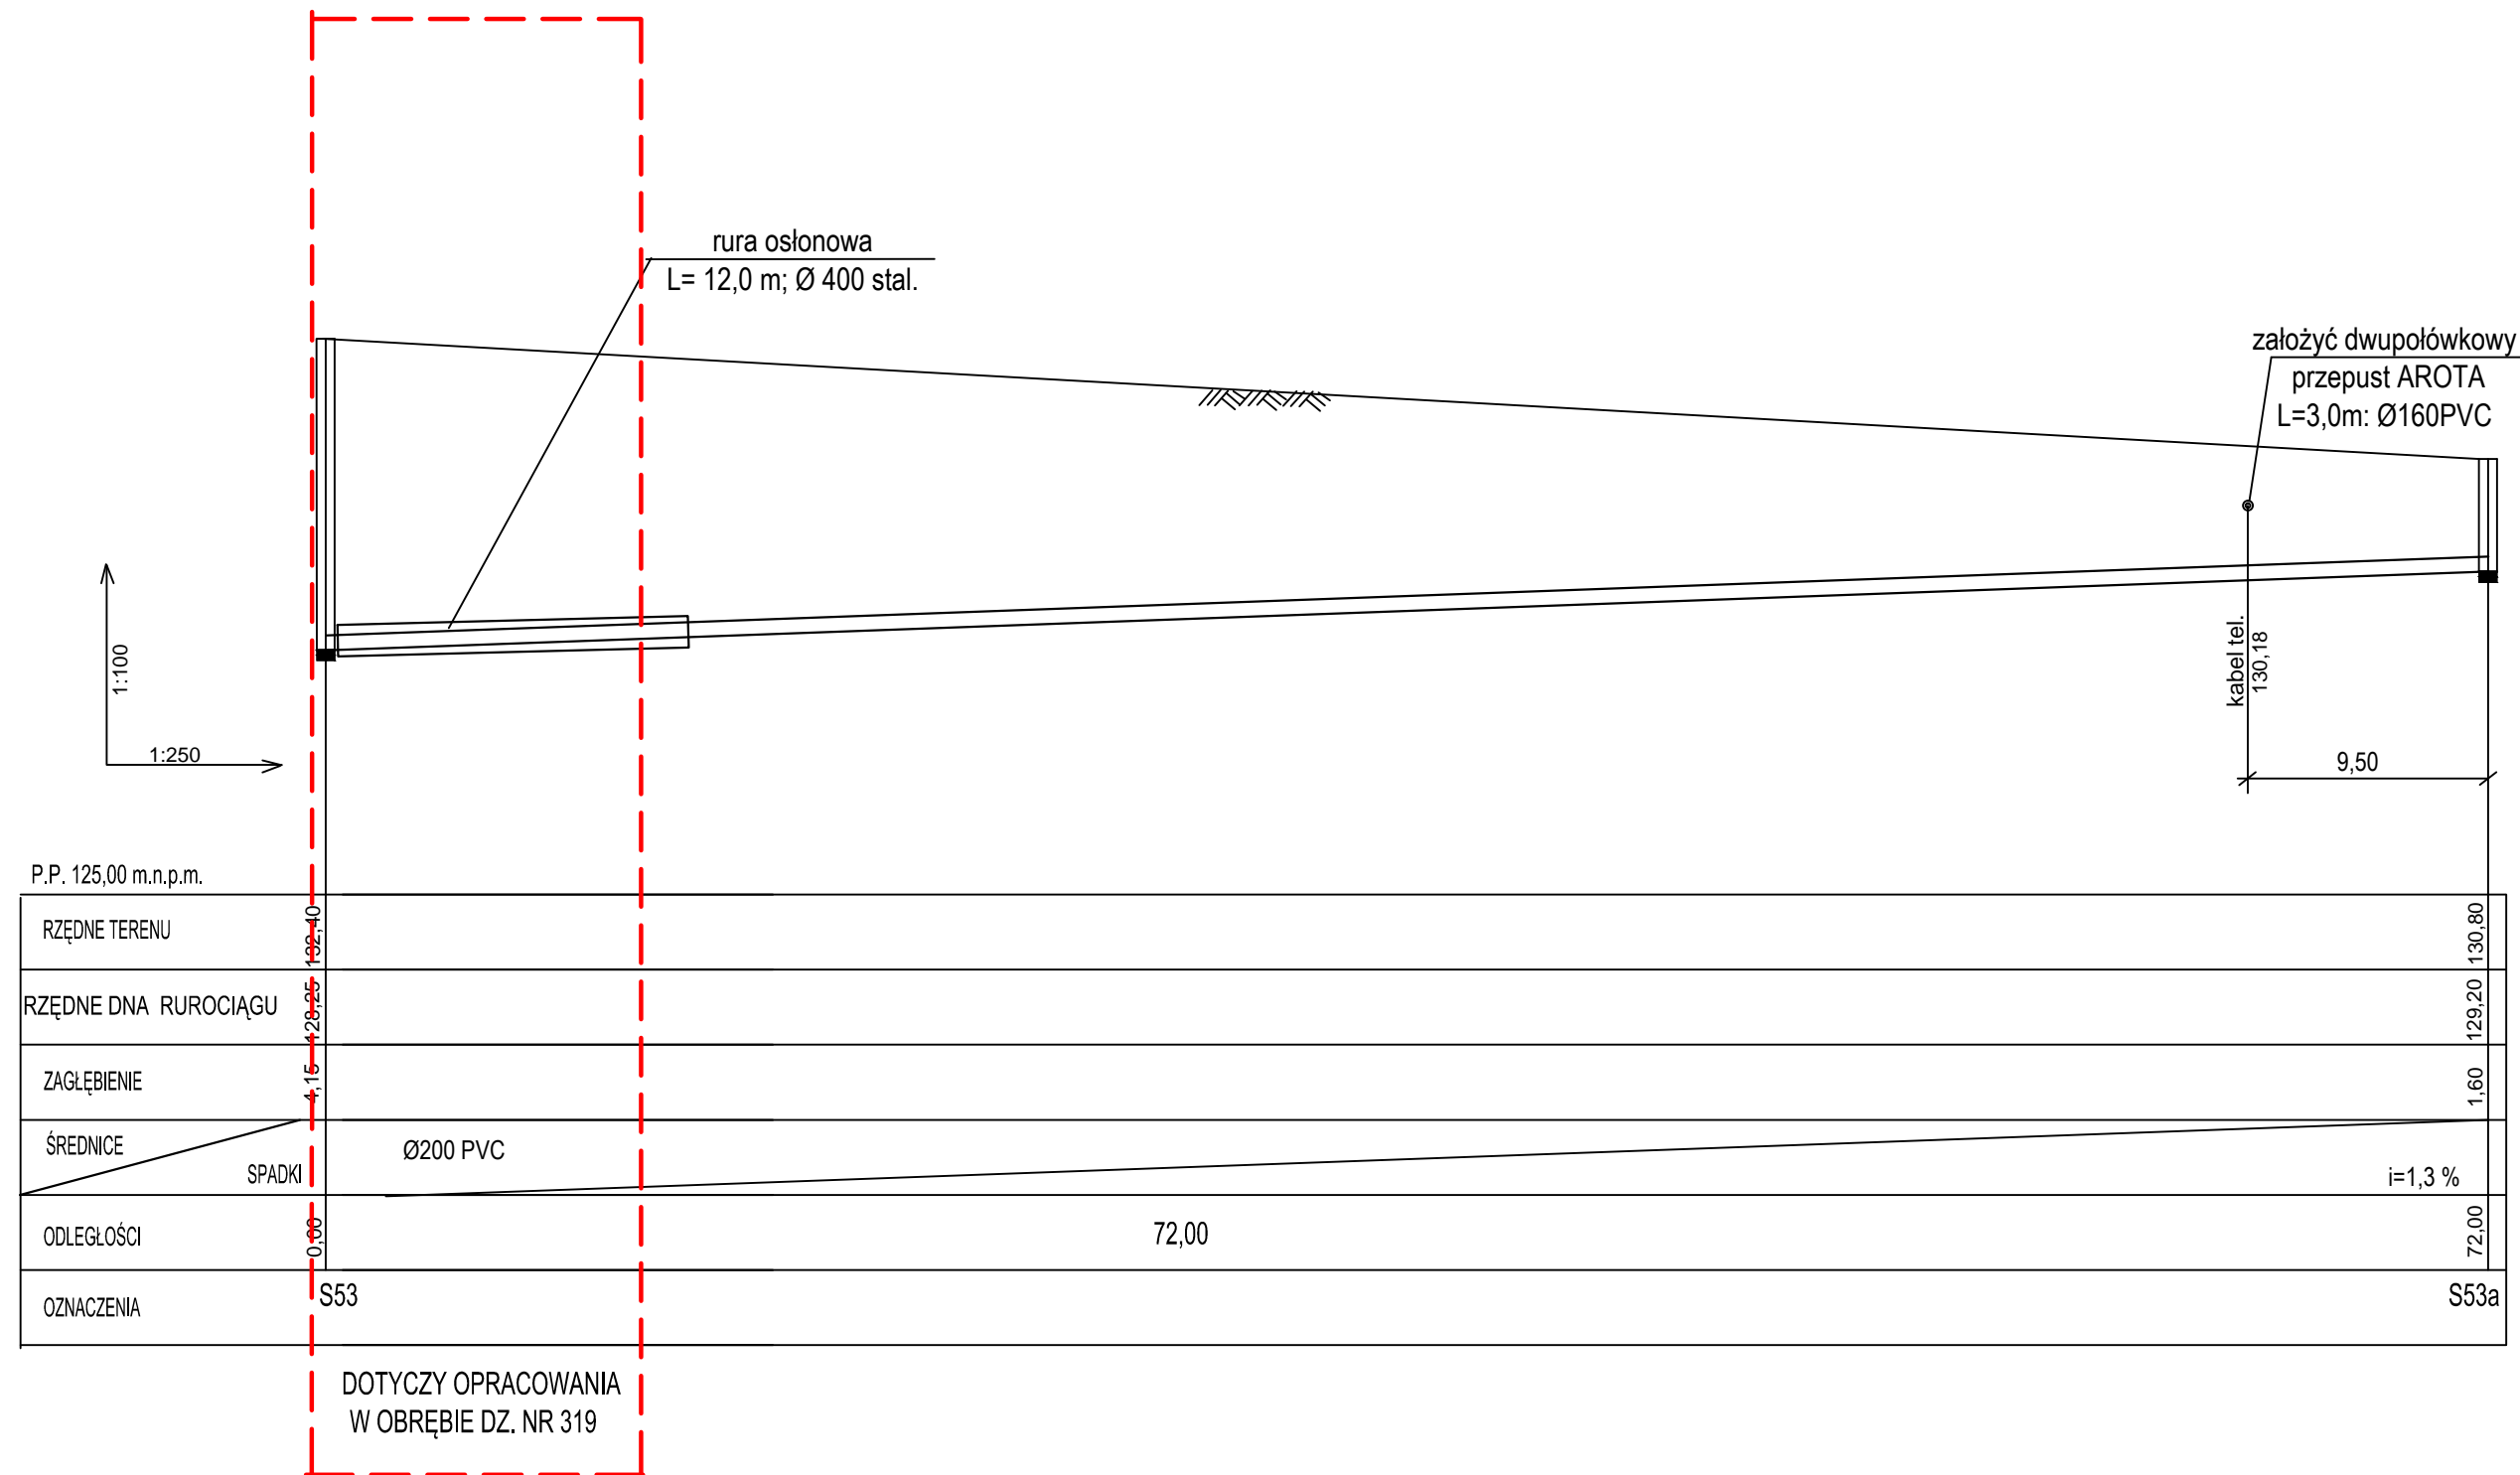 rura osłonowa
L= 12,0 m; Ø 400 stal.
założyć dwupołówkowy
przepust AROTA
L=3,0m: Ø160PVC
1:100
1:250
kabel tel.
130,18
9,50
P.P. 125,00 m.n.p.m.
RZĘDNE TERENU 132,40 130,80
RZĘDNE DNA RUROCIĄGU 128,25 129,20
ZAGŁĘBIENIE 4,15 1,60
ŚREDNICE Ø200 PVC
SPADKI i=1,3 %
ODLEGŁOŚCI 0,00 72,00 72,00
OZNACZENIA S53 S53a
DOTYCZY OPRACOWANIA
W OBRĘBIE DZ. NR 319